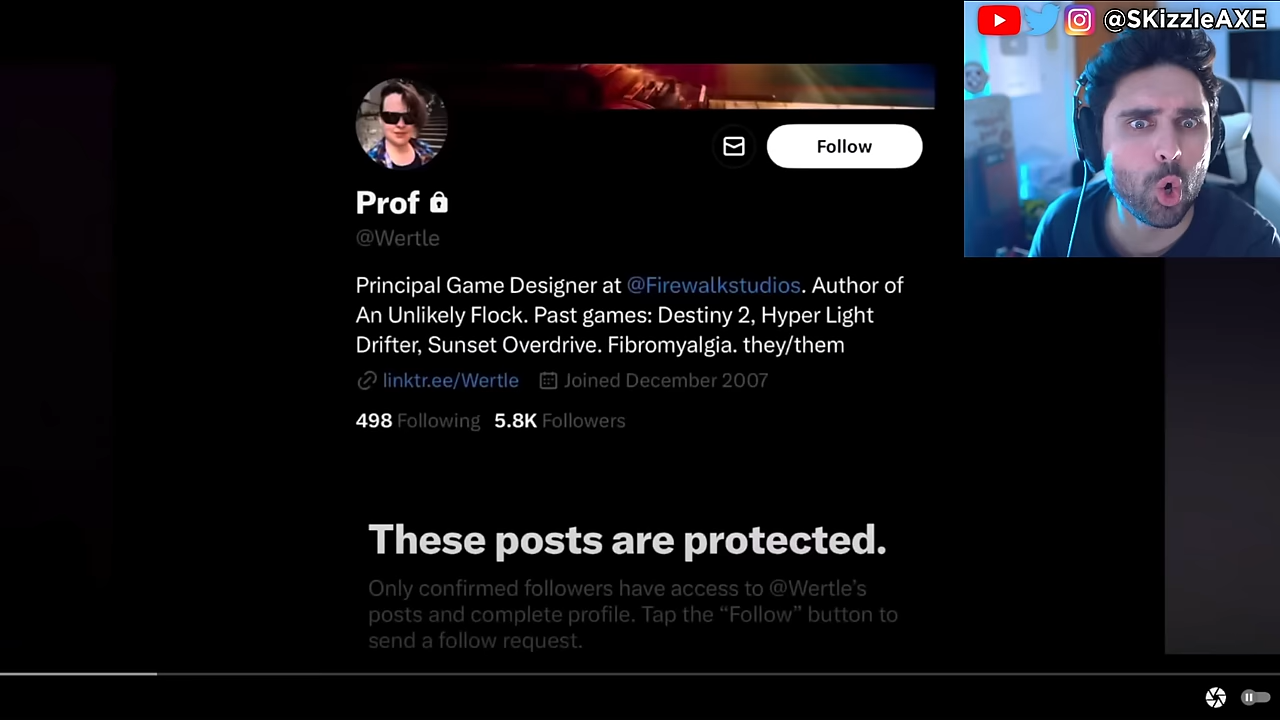 @SKizzleAXE
Follow
Prof
@Wertle
Principal Game Designer at @Firewalkstudios. Author of
An Unlikely Flock. Past games: Destiny 2, Hyper Light
Drifter, Sunset Overdrive. Fibromyalgia. they/them
linktr.ee/Wertle Joined December 2007
498 Following 5.8K Followers
These posts are protected.
Only confirmed followers have access to @Wertle’s
posts and complete profile. Tap the “Follow” button to
send a follow request.